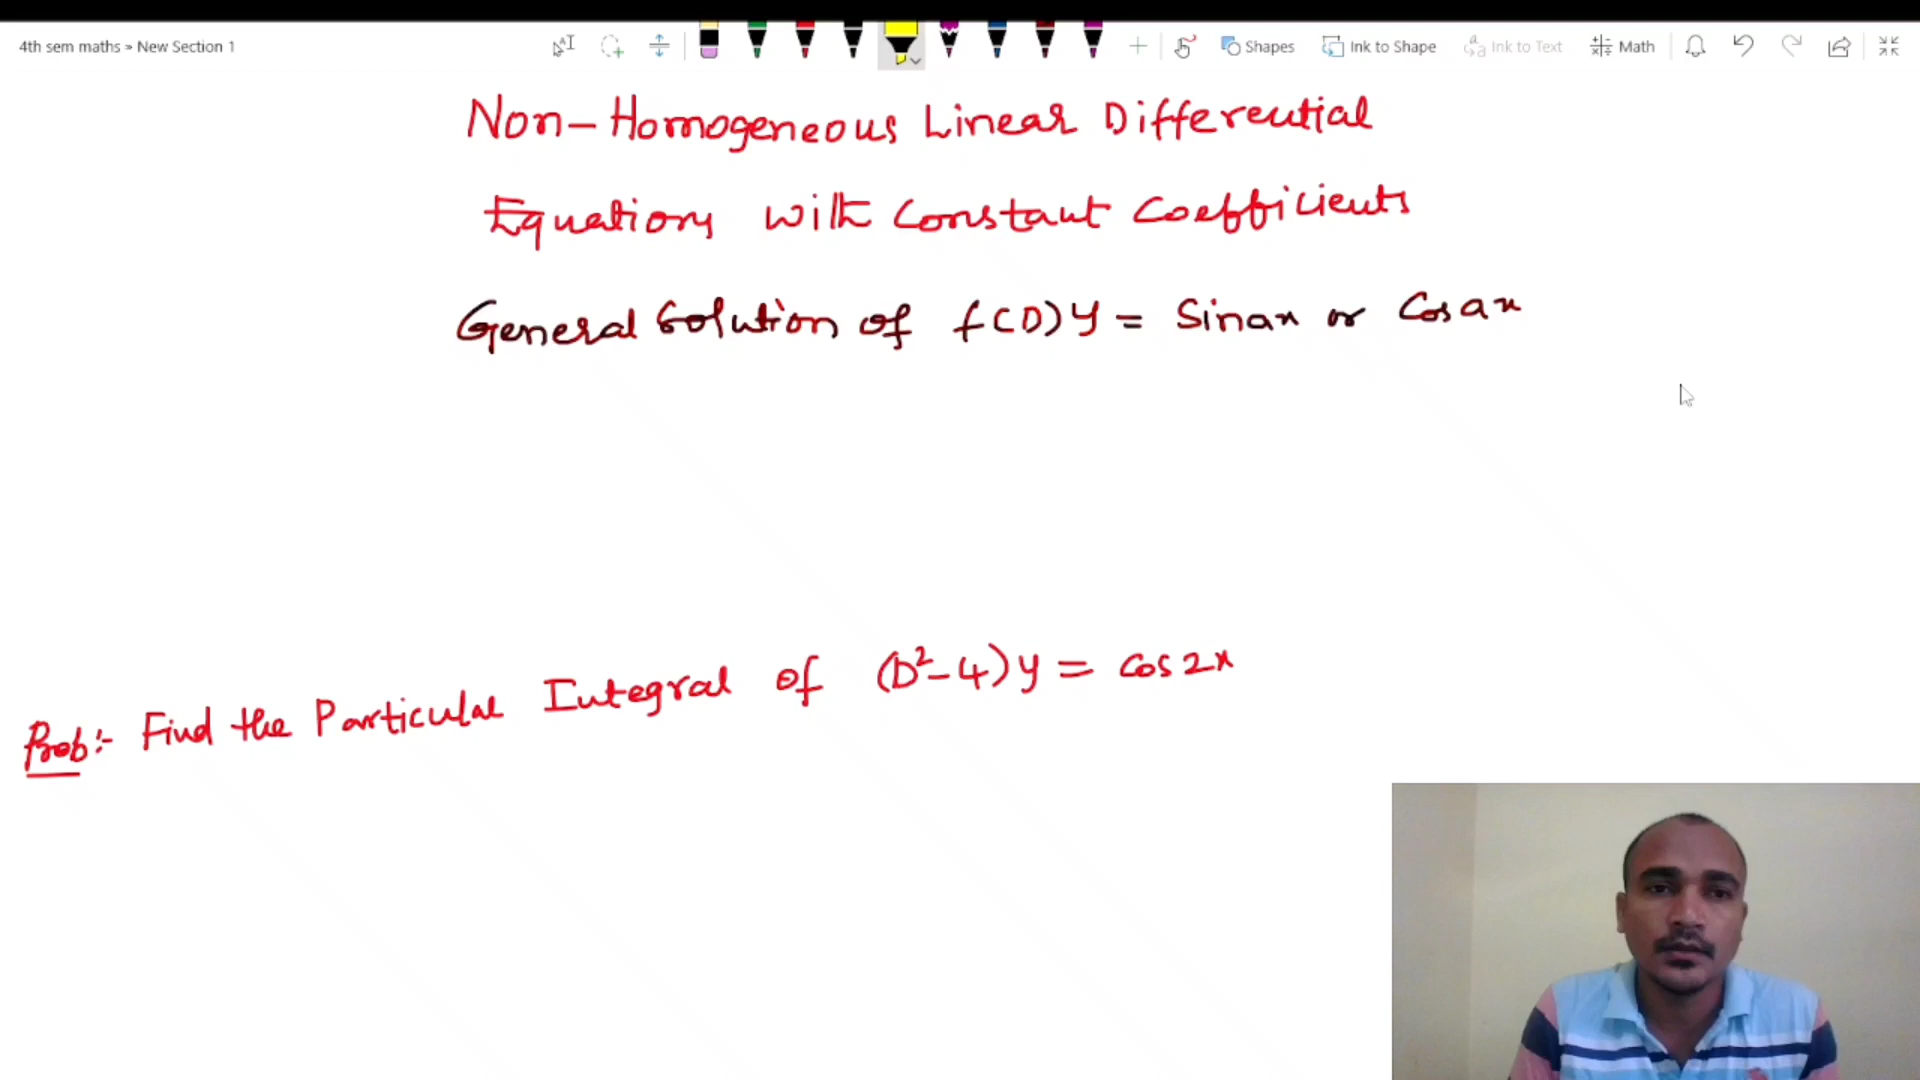 4th sem maths » New Section 1
Shapes Ink to Shape Ink to Text Math
Non-Homogeneous Linear Differential
Equations with Constant Coefficients
General Solution of f(D)y = Sinax or Cosax
Prob:- Find the Particular Integral of (D²-4)y = cos2x